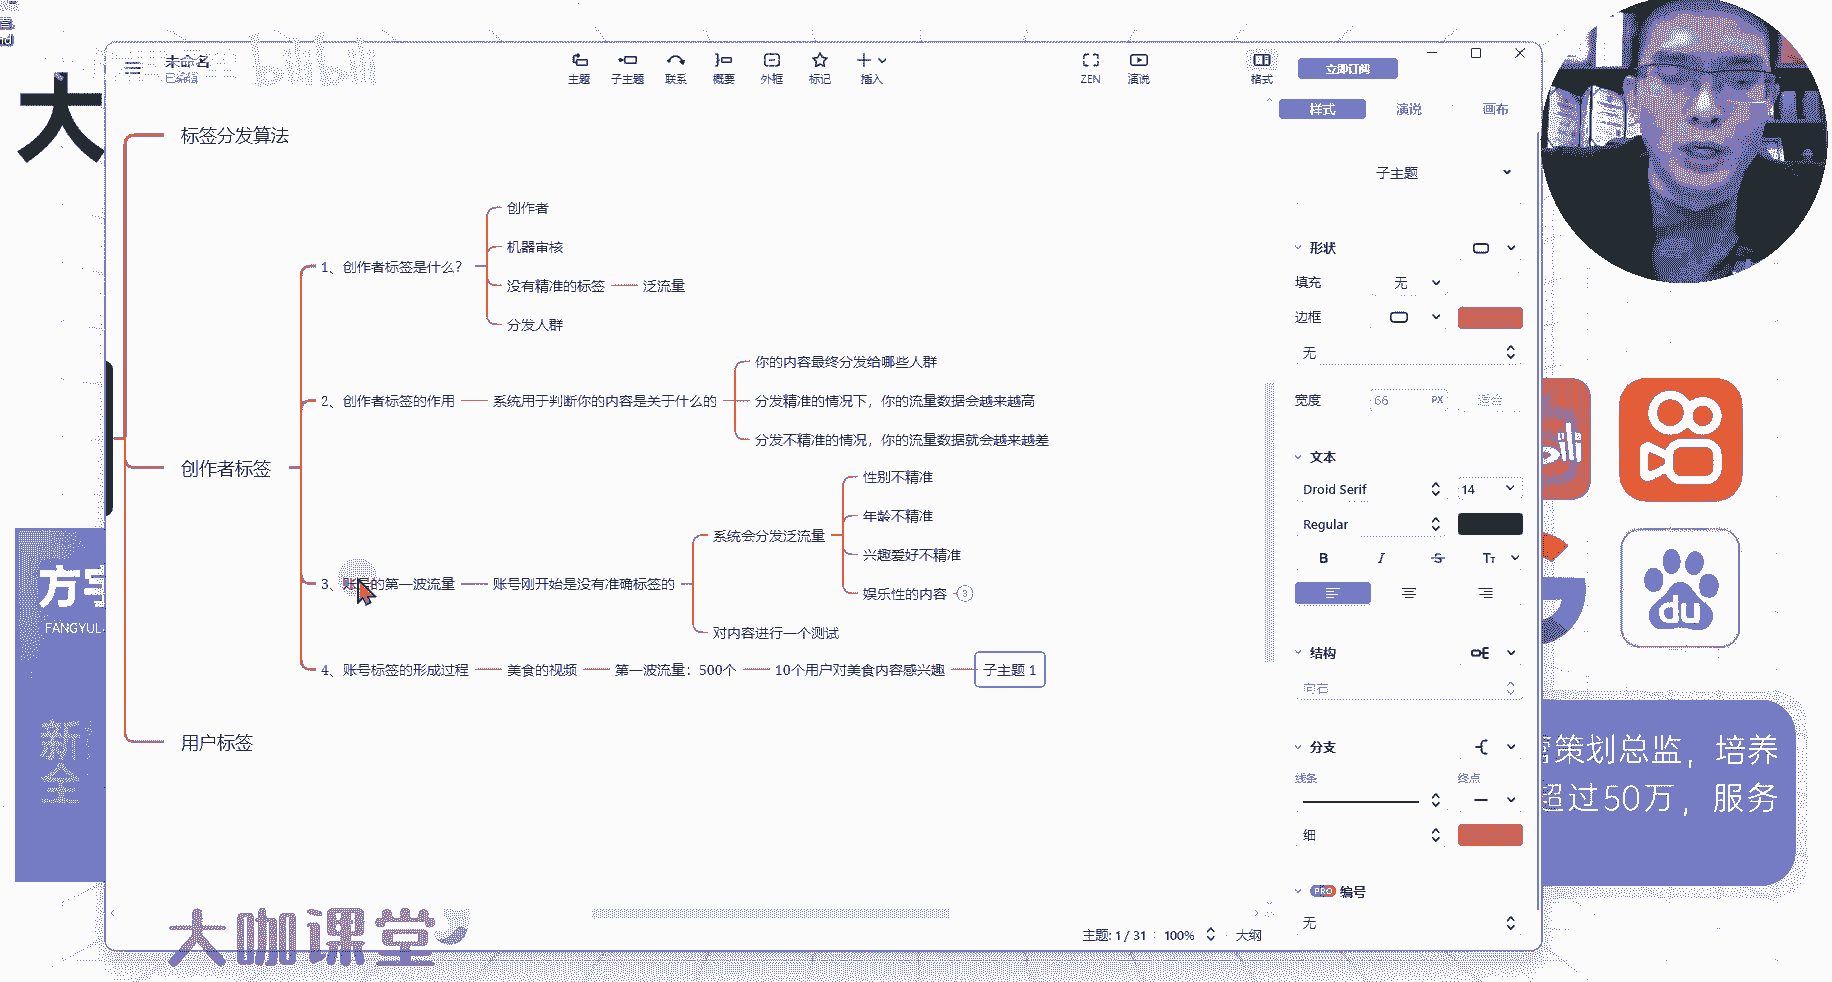 大
bilibili
未命名
已编辑
主题
子主题
联系
概要
外框
标记
插入
ZEN
演说
格式
立即订阅
样式
演说
画布
标签分发算法
创作者标签
用户标签
1、创作者标签是什么?
创作者
机器审核
没有精准的标签
泛流量
分发人群
2、创作者标签的作用
系统用于判断你的内容是关于什么的
你的内容最终分发给哪些人群
分发精准的情况下，你的流量数据会越来越高
分发不精准的情况，你的流量数据就会越来越差
3、账号的第一波流量
账号刚开始是没有准确标签的
系统会分发泛流量
性别不精准
年龄不精准
兴趣爱好不精准
娱乐性的内容
3
对内容进行一个测试
4、账号标签的形成过程
美食的视频
第一波流量：500个
10个用户对美食内容感兴趣
子主题 1
子主题
形状
填充
无
边框
无
宽度
66
PX
适合
文本
Droid Serif
14
Regular
B
I
S
TT
结构
向右
分支
线条
终点
细
PRO
编号
无
主题: 1 / 31
100%
大纲
方
FANGYUL
新
全
大咖课堂
du
策划总监，培养
超过50万，服务